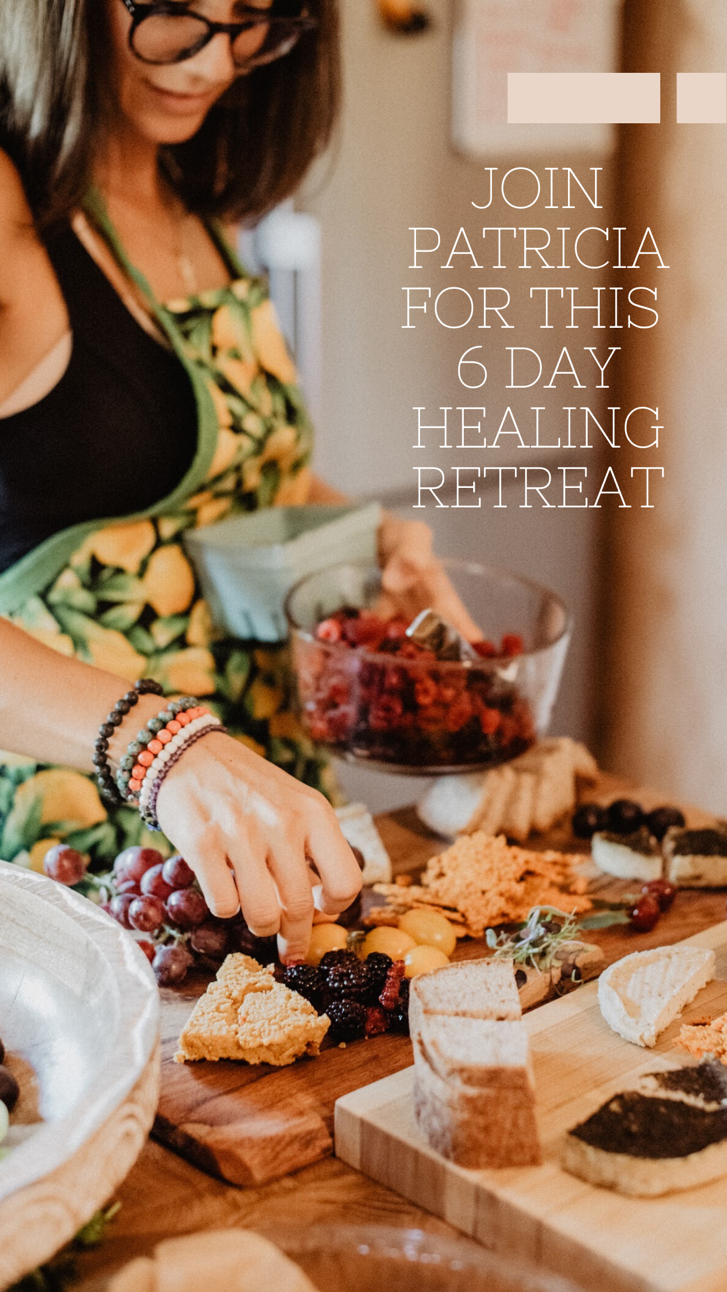 JOIN
PATRICIA
FOR THIS
6 DAY
HEALING
RETREAT